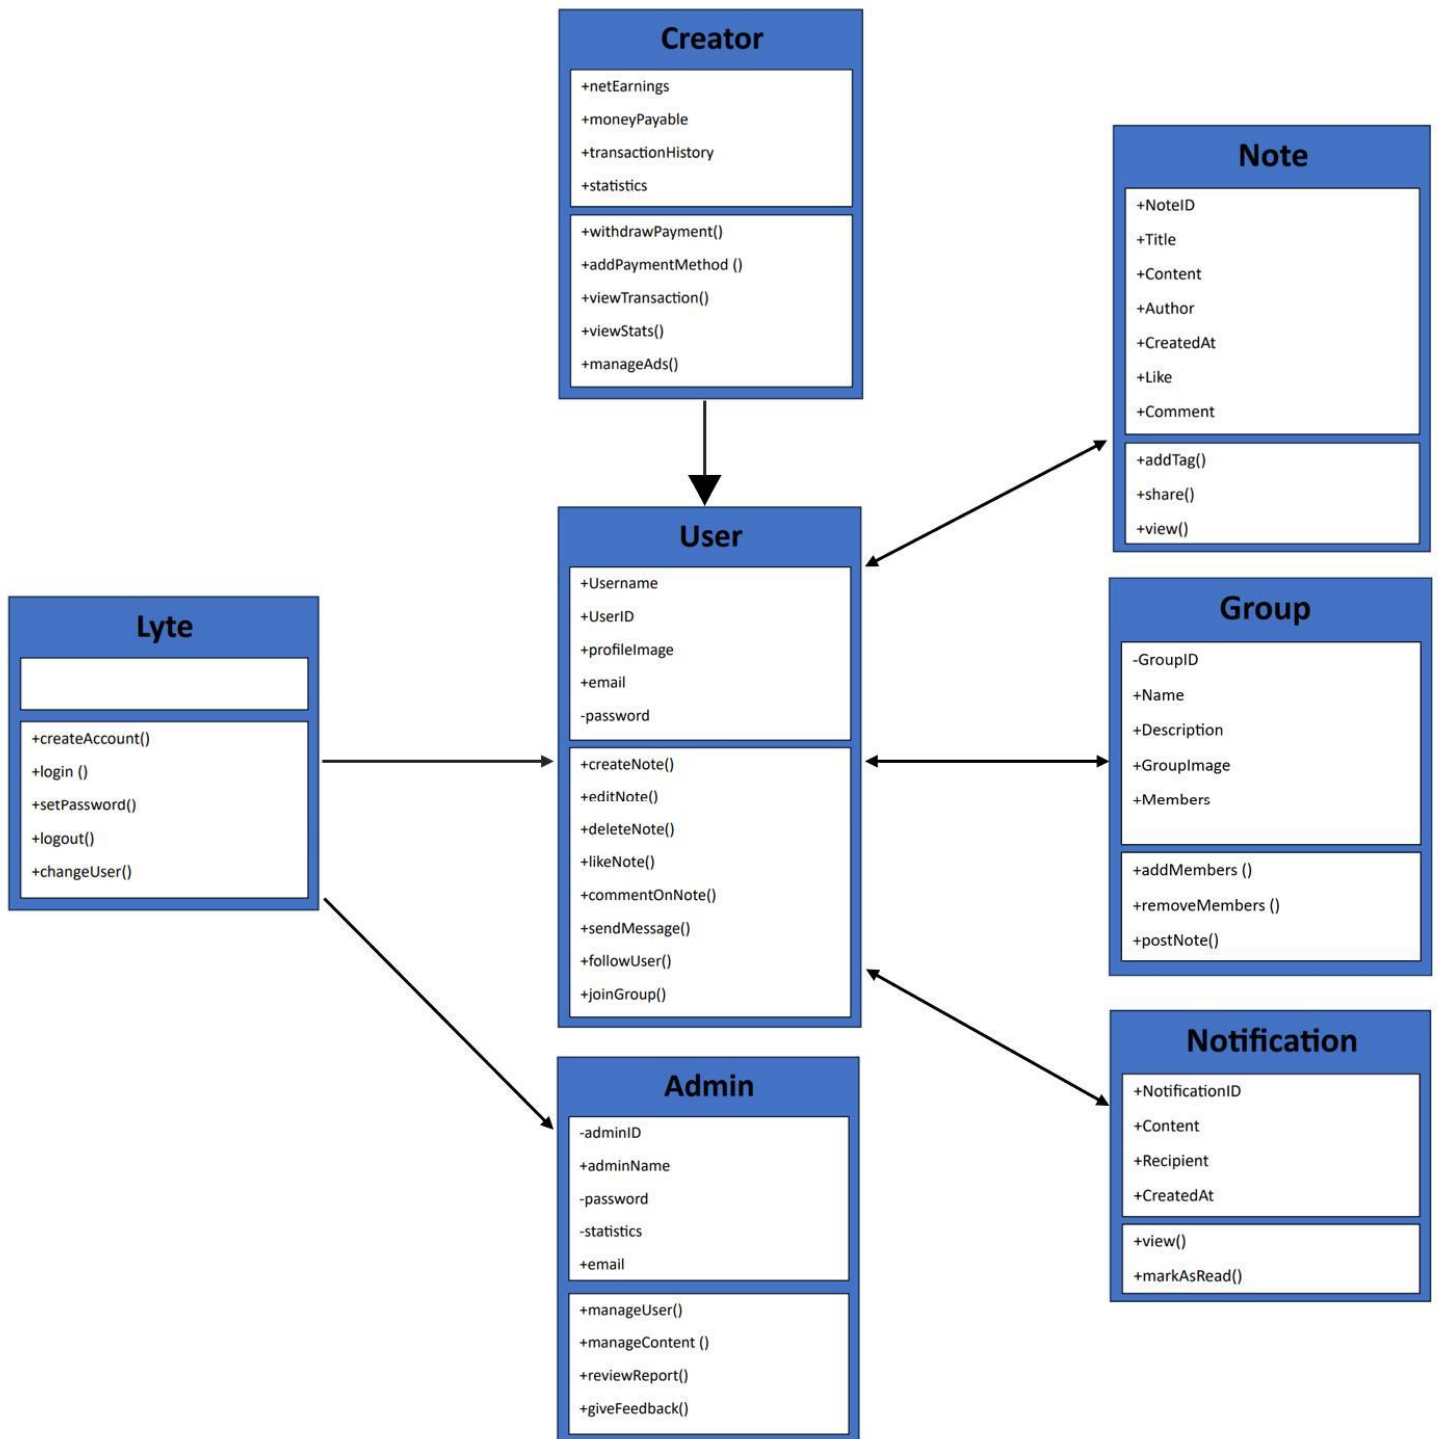 Creator
+netEarnings
+moneyPayable
+transactionHistory
+statistics
+withdrawPayment()
+addPaymentMethod ()
+viewTransaction()
+viewStats()
+manageAds()
Note
+NoteID
+Title
+Content
+Author
+CreatedAt
+Like
+Comment
+addTag()
+share()
+view()
User
+Username
+UserID
+profileImage
+email
-password
+createNote()
+editNote()
+deleteNote()
+likeNote()
+commentOnNote()
+sendMessage()
+followUser()
+joinGroup()
Lyte
+createAccount()
+login ()
+setPassword()
+logout()
+changeUser()
Group
-GroupID
+Name
+Description
+GroupImage
+Members
+addMembers ()
+removeMembers ()
+postNote()
Admin
-adminID
+adminName
-password
-statistics
+email
+manageUser()
+manageContent ()
+reviewReport()
+giveFeedback()
Notification
+NotificationID
+Content
+Recipient
+CreatedAt
+view()
+markAsRead()